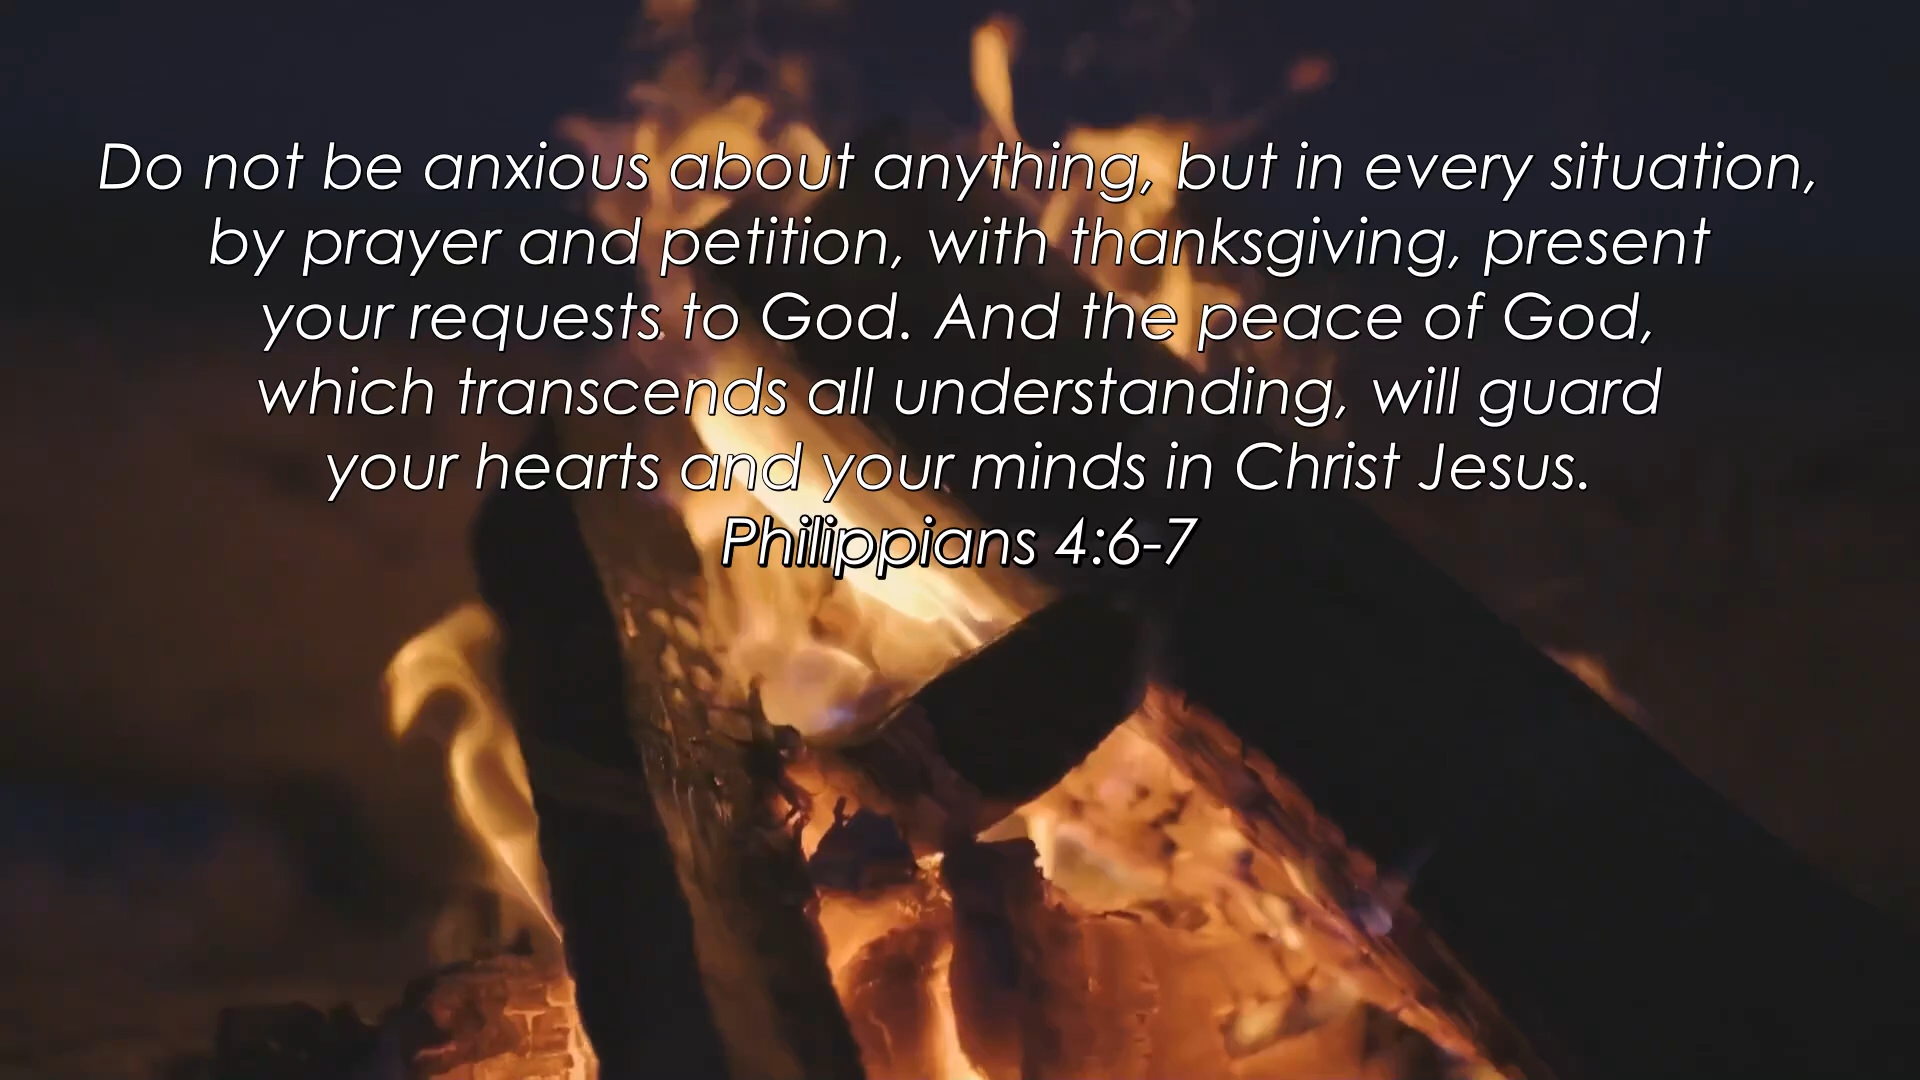 Do not be anxious about anything, but in every situation,
by prayer and petition, with thanksgiving, present
your requests to God. And the peace of God,
which transcends all understanding, will guard
your hearts and your minds in Christ Jesus.
Philippians 4:6-7